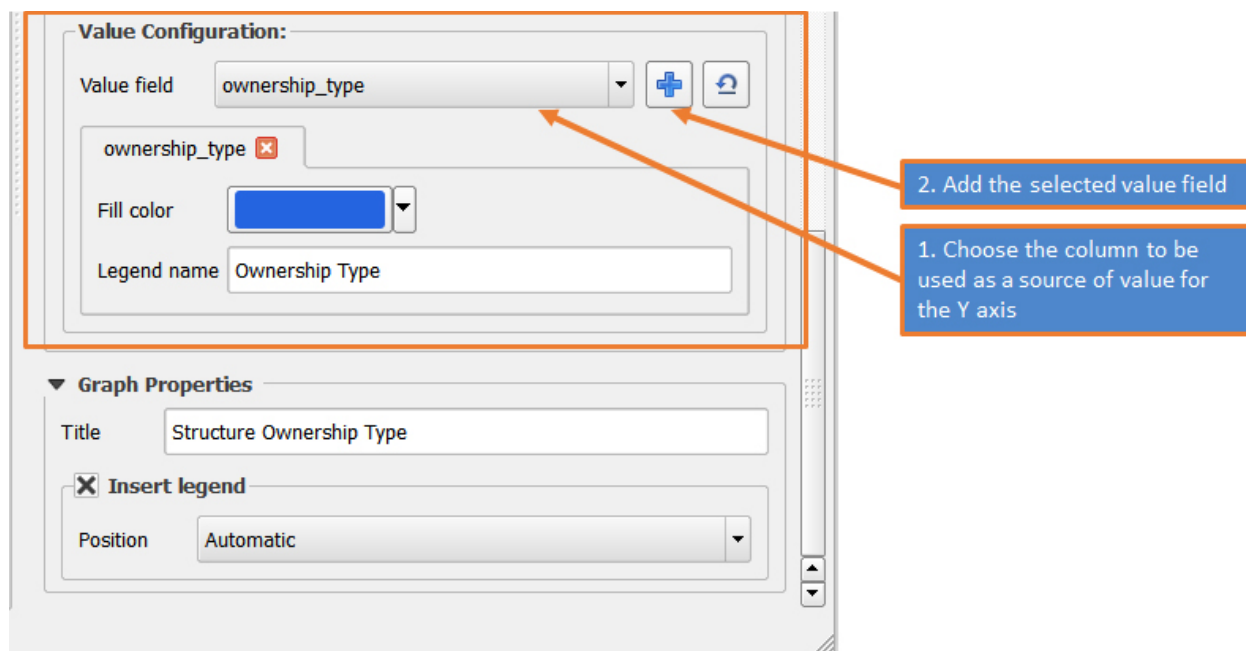 Value Configuration:
Value field
ownership_type
ownership_type
Fill color
Legend name
Ownership Type
2. Add the selected value field
1. Choose the column to be
used as a source of value for
the Y axis
Graph Properties
Title
Structure Ownership Type
Insert legend
Position
Automatic